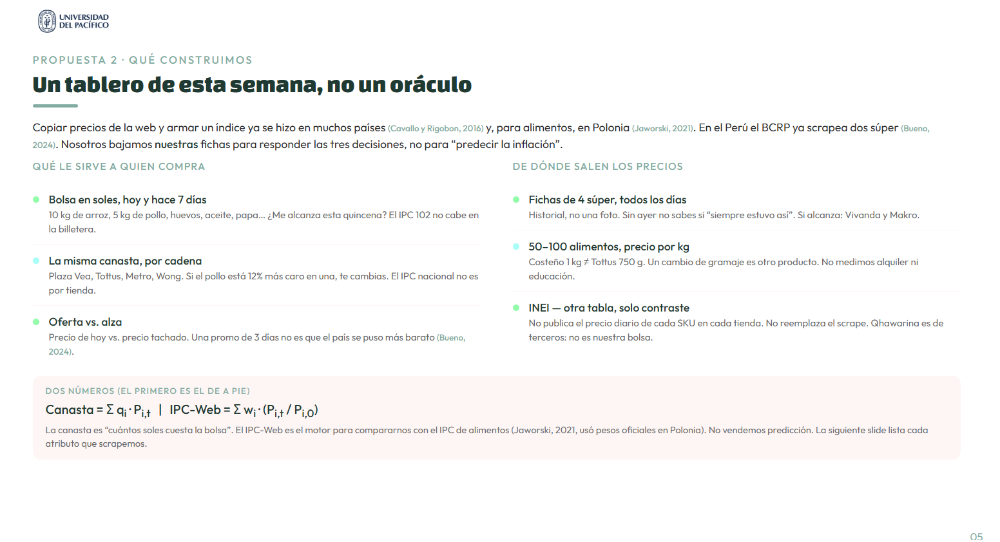 UNIVERSIDAD
DEL PACÍFICO
PROPUESTA 2 · QUÉ CONSTRUIMOS
Un tablero de esta semana, no un oráculo
Copiar precios de la web y armar un índice ya se hizo en muchos países (Cavallo y Rigobon, 2016) y, para alimentos, en Polonia (Jaworski, 2021). En el Perú el BCRP ya scrapea dos súper (Bueno,
2024). Nosotros bajamos nuestras fichas para responder las tres decisiones, no para “predecir la inflación”.
QUÉ LE SIRVE A QUIEN COMPRA
Bolsa en soles, hoy y hace 7 días
10 kg de arroz, 5 kg de pollo, huevos, aceite, papa... ¿Me alcanza esta quincena? El IPC 102 no cabe en
la billetera.
La misma canasta, por cadena
Plaza Vea, Tottus, Metro, Wong. Si el pollo está 12% más caro en una, te cambias. El IPC nacional no es
por tienda.
Oferta vs. alza
Precio de hoy vs. precio tachado. Una promo de 3 días no es que el país se puso más barato (Bueno,
2024).
DE DÓNDE SALEN LOS PRECIOS
Fichas de 4 súper, todos los días
Historial, no una foto. Sin ayer no sabes si “siempre estuvo así”. Si alcanza: Vivanda y Makro.
50–100 alimentos, precio por kg
Costeño 1 kg ≠ Tottus 750 g. Un cambio de gramaje es otro producto. No medimos alquiler ni
educación.
INEI — otra tabla, solo contraste
No publica el precio diario de cada SKU en cada tienda. No reemplaza el scrape. Qhawarina es de
terceros: no es nuestra bolsa.
DOS NÚMEROS (EL PRIMERO ES EL DE A PIE)
Canasta = Σ qi · Pi,t | IPC-Web = Σ wi · (Pi,t / Pi,0)
La canasta es “cuántos soles cuesta la bolsa”. El IPC-Web es el motor para compararnos con el IPC de alimentos (Jaworski, 2021, usó pesos oficiales en Polonia). No vendemos predicción. La siguiente slide lista cada
atributo que scrapemos.
05